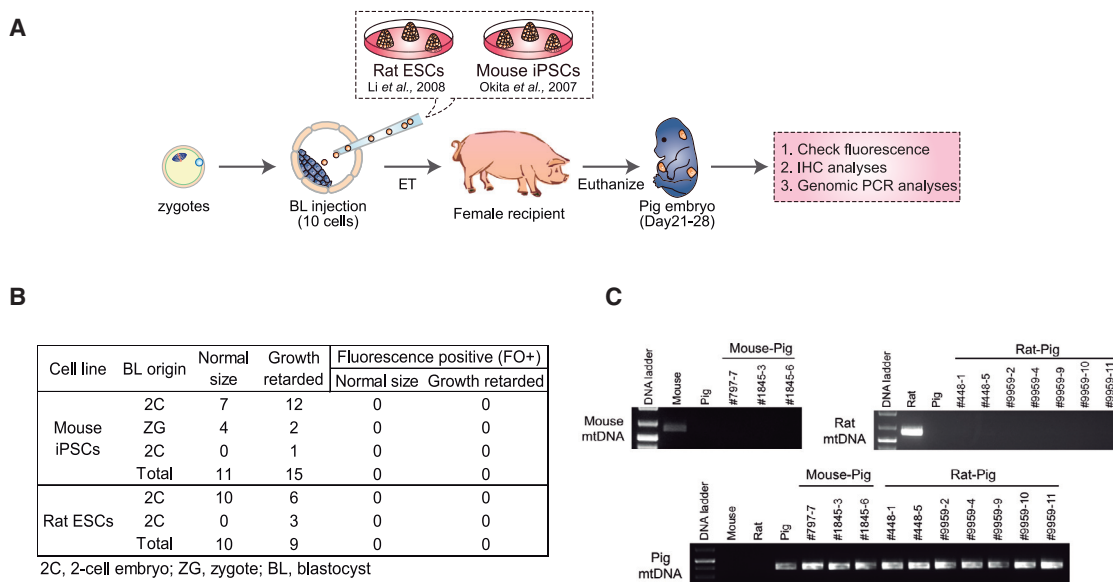 A
Rat ESCs
Li et al., 2008
Mouse iPSCs
Okita et al., 2007
zygotes
BL injection
(10 cells)
ET
Female recipient
Euthanize
Pig embryo
(Day21-28)
1. Check fluorescence
2. IHC analyses
3. Genomic PCR analyses
B
Cell line BL origin Normal size Growth retarded Fluorescence positive (FO+)
Normal size Growth retarded
Mouse iPSCs
2C 7 12 0 0
ZG 4 2 0 0
2C 0 1 0 0
Total 11 15 0 0
Rat ESCs
2C 10 6 0 0
2C 0 3 0 0
Total 10 9 0 0
2C, 2-cell embryo; ZG, zygote; BL, blastocyst
C
Mouse-Pig
DNA ladder Mouse Pig #797-7 #1845-3 #1845-6
Mouse
mtDNA
Rat-Pig
DNA ladder Rat Pig #448-1 #448-5 #9959-2 #9959-4 #9959-9 #9959-10 #9959-11
Rat
mtDNA
Mouse-Pig Rat-Pig
DNA ladder Mouse Rat Pig #797-7 #1845-3 #1845-6 #448-1 #448-5 #9959-2 #9959-4 #9959-9 #9959-10 #9959-11
Pig
mtDNA